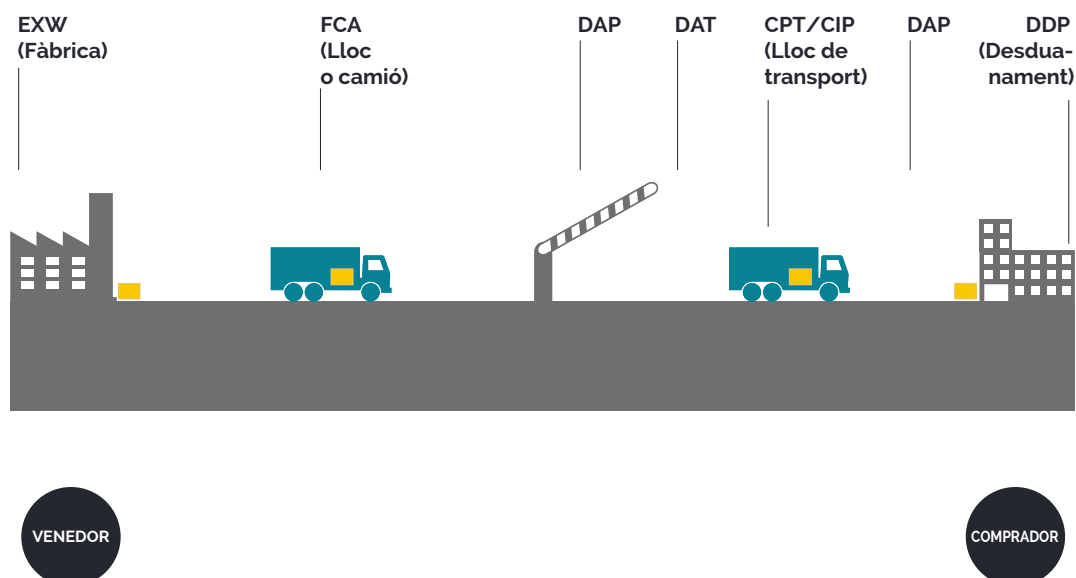 EXW
(Fàbrica)
FCA
(Lloc
o camió)
DAP
DAT
CPT/CIP
(Lloc de
transport)
DAP
DDP
(Desdua-
nament)
VENEDOR
COMPRADOR